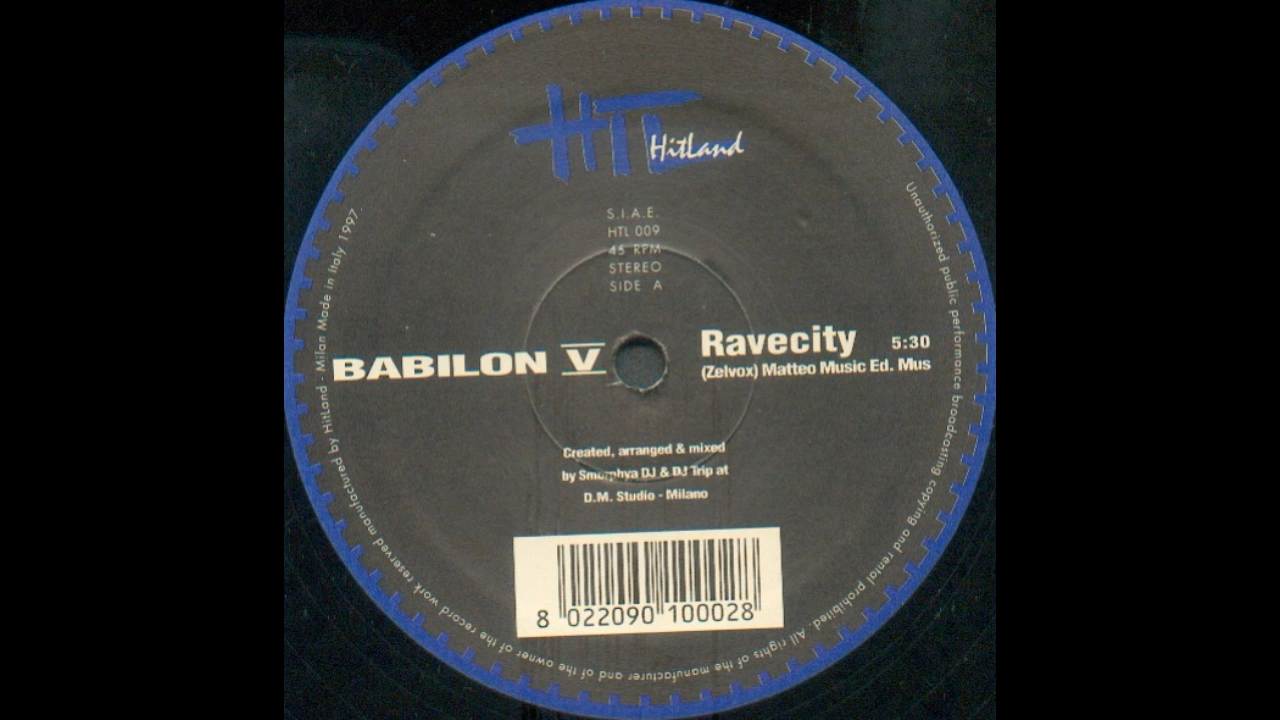 HTL
HitLand
S.I.A.E.
HTL 009
45 RPM
STEREO
SIDE A
BABILON V
Ravecity 5:30
(Zelvox) Matteo Music Ed. Mus
Created, arranged & mixed
by Smorphya DJ & DJ Trip at
D.M. Studio - Milano
8 022090 100028
Unauthorized public performance broadcasting copying and rental prohibited. All rights of the manufacturer and of the owner of the record work reserved manufactured by HitLand - Milan Made in Italy 1997.